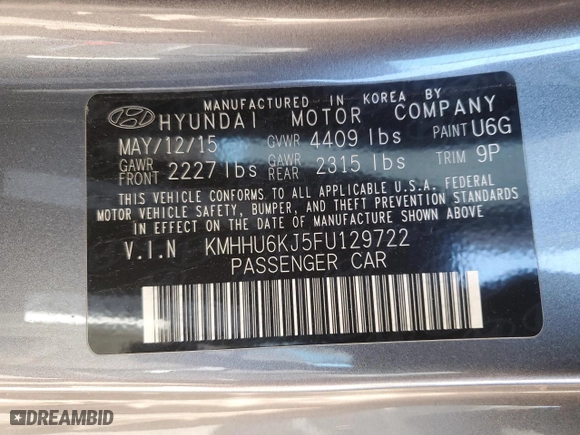 MANUFACTURED IN KOREA BY
HYUNDAI MOTOR COMPANY
MAY/12/15 GVWR 4409 lbs PAINT U6G
GAWR FRONT 2227 lbs GAWR REAR 2315 lbs TRIM 9P
THIS VEHICLE CONFORMS TO ALL APPLICABLE U.S.A. FEDERAL
MOTOR VEHICLE SAFETY, BUMPER, AND THEFT PREVENTION STANDARDS
IN EFFECT ON THE DATE OF MANUFACTURE SHOWN ABOVE.
V.I.N KMHHU6KJ5FU129722
PASSENGER CAR
DREAMBID